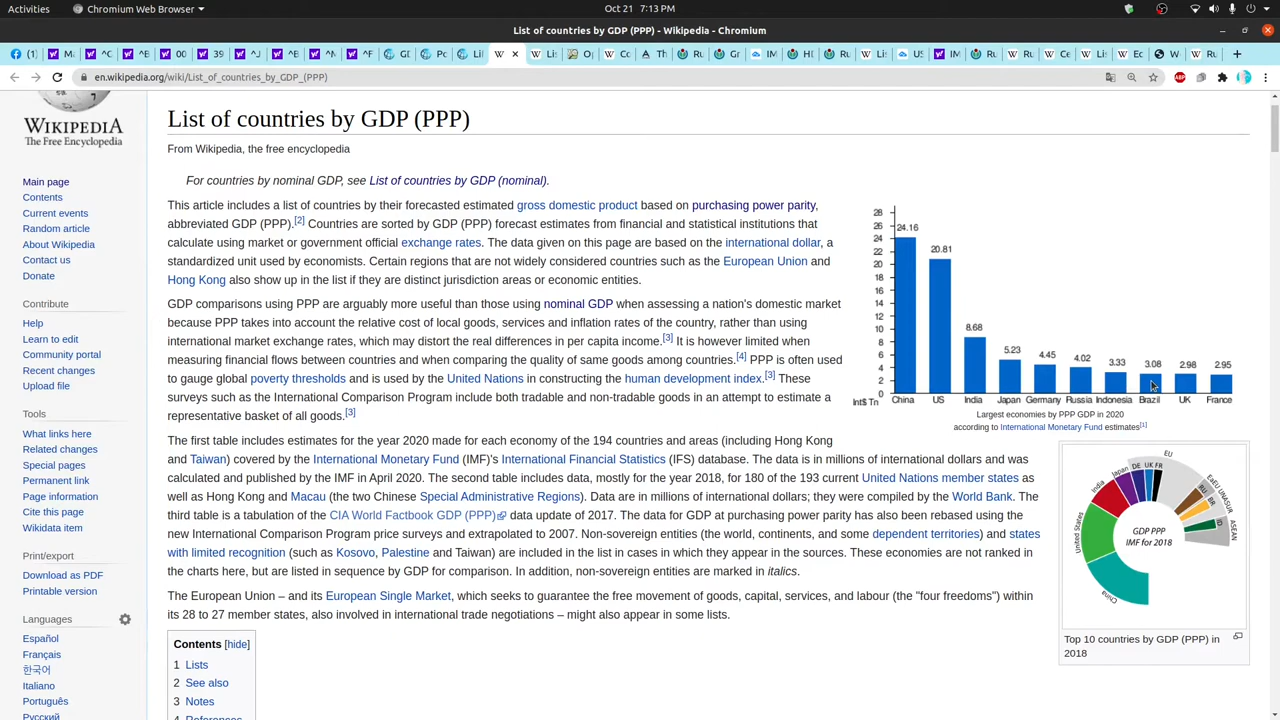 Activities
Chromium Web Browser
Oct 21 7:13 PM
List of countries by GDP (PPP) - Wikipedia - Chromium
en.wikipedia.org/wiki/List_of_countries_by_GDP_(PPP)
WIKIPEDIA
The Free Encyclopedia
Main page
Contents
Current events
Random article
About Wikipedia
Contact us
Donate
Contribute
Help
Learn to edit
Community portal
Recent changes
Upload file
Tools
What links here
Related changes
Special pages
Permanent link
Page information
Cite this page
Wikidata item
Print/export
Download as PDF
Printable version
Languages
Español
Français
한국어
Italiano
Português
Русский
List of countries by GDP (PPP)
From Wikipedia, the free encyclopedia
For countries by nominal GDP, see List of countries by GDP (nominal).
This article includes a list of countries by their forecasted estimated gross domestic product based on purchasing power parity,
abbreviated GDP (PPP).[2] Countries are sorted by GDP (PPP) forecast estimates from financial and statistical institutions that
calculate using market or government official exchange rates. The data given on this page are based on the international dollar, a
standardized unit used by economists. Certain regions that are not widely considered countries such as the European Union and
Hong Kong also show up in the list if they are distinct jurisdiction areas or economic entities.
GDP comparisons using PPP are arguably more useful than those using nominal GDP when assessing a nation's domestic market
because PPP takes into account the relative cost of local goods, services and inflation rates of the country, rather than using
international market exchange rates, which may distort the real differences in per capita income.[3] It is however limited when
measuring financial flows between countries and when comparing the quality of same goods among countries.[4] PPP is often used
to gauge global poverty thresholds and is used by the United Nations in constructing the human development index.[3] These
surveys such as the International Comparison Program include both tradable and non-tradable goods in an attempt to estimate a
representative basket of all goods.[3]
The first table includes estimates for the year 2020 made for each economy of the 194 countries and areas (including Hong Kong
and Taiwan) covered by the International Monetary Fund (IMF)'s International Financial Statistics (IFS) database. The data is in millions of international dollars and was
calculated and published by the IMF in April 2020. The second table includes data, mostly for the year 2018, for 180 of the 193 current United Nations member states as
well as Hong Kong and Macau (the two Chinese Special Administrative Regions). Data are in millions of international dollars; they were compiled by the World Bank. The
third table is a tabulation of the CIA World Factbook GDP (PPP) data update of 2017. The data for GDP at purchasing power parity has also been rebased using the
new International Comparison Program price surveys and extrapolated to 2007. Non-sovereign entities (the world, continents, and some dependent territories) and states
with limited recognition (such as Kosovo, Palestine and Taiwan) are included in the list in cases in which they appear in the sources. These economies are not ranked in
the charts here, but are listed in sequence by GDP for comparison. In addition, non-sovereign entities are marked in italics.
The European Union – and its European Single Market, which seeks to guarantee the free movement of goods, capital, services, and labour (the "four freedoms") within
its 28 to 27 member states, also involved in international trade negotiations – might also appear in some lists.
Contents [hide]
1 Lists
2 See also
3 Notes
4 References
28
26
24
22
20
18
16
14
12
10
8
6
4
2
0
24.16
20.81
8.68
5.23
4.45
4.02
3.33
3.08
2.98
2.95
Int$ Tn
China
US
India
Japan
Germany
Russia
Indonesia
Brazil
UK
France
Largest economies by PPP GDP in 2020
according to International Monetary Fund estimates[1]
EU
Japan
DE
UK
FR
India
United States
China
EaEU
UNASUR
BR
ASEAN
ID
GDP PPP
IMF for 2018
Top 10 countries by GDP (PPP) in
2018